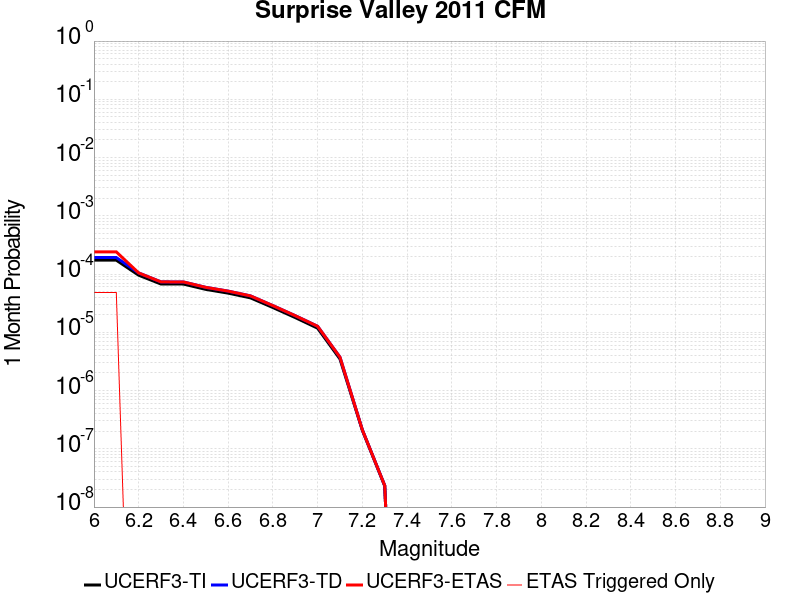 Surprise Valley 2011 CFM
10^0
10^-1
10^-2
10^-3
10^-4
10^-5
10^-6
10^-7
10^-8
1 Month Probability
6 6.2 6.4 6.6 6.8 7 7.2 7.4 7.6 7.8 8 8.2 8.4 8.6 8.8 9
Magnitude
UCERF3-TI UCERF3-TD UCERF3-ETAS ETAS Triggered Only